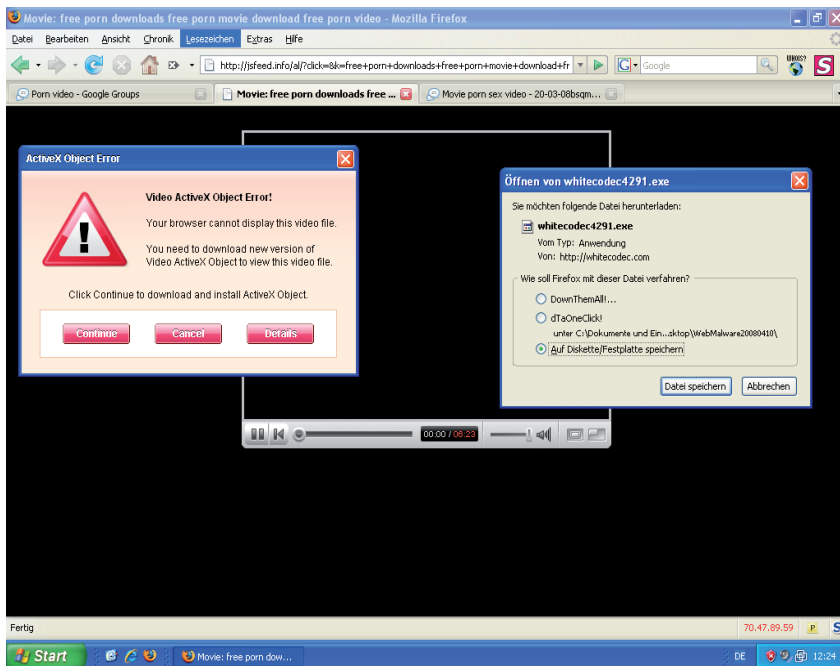 Movie: free porn downloads free porn movie download free porn video - Mozilla Firefox
Datei Bearbeiten Ansicht Chronik Lesezeichen Extras Hilfe
http://jsfeed.info/al/?click=8&k=free+porn+downloads+free+porn+movie+download+fr
G Google
WHOIS?
S
Porn video - Google Groups
Movie: free porn downloads free ...
Movie porn sex video - 20-03-08bsqm...
ActiveX Object Error
Video ActiveX Object Error!
Your browser cannot display this video file.
You need to download new version of
Video ActiveX Object to view this video file.
Click Continue to download and install ActiveX Object.
Continue Cancel Details
Öffnen von whitecodec4291.exe
Sie möchten folgende Datei herunterladen:
whitecodec4291.exe
Vom Typ: Anwendung
Von: http://whitecodec.com
Wie soll Firefox mit dieser Datei verfahren?
DownThemAll!...
dTaOneClick!
unter C:\Dokumente und Ein...sktop\WebMalware20080410\
Auf Diskette/Festplatte speichern
Datei speichern Abbrechen
00:00 / 06:23
Fertig
70.47.89.59 P S
Start
Movie: free porn dow...
DE
12:24